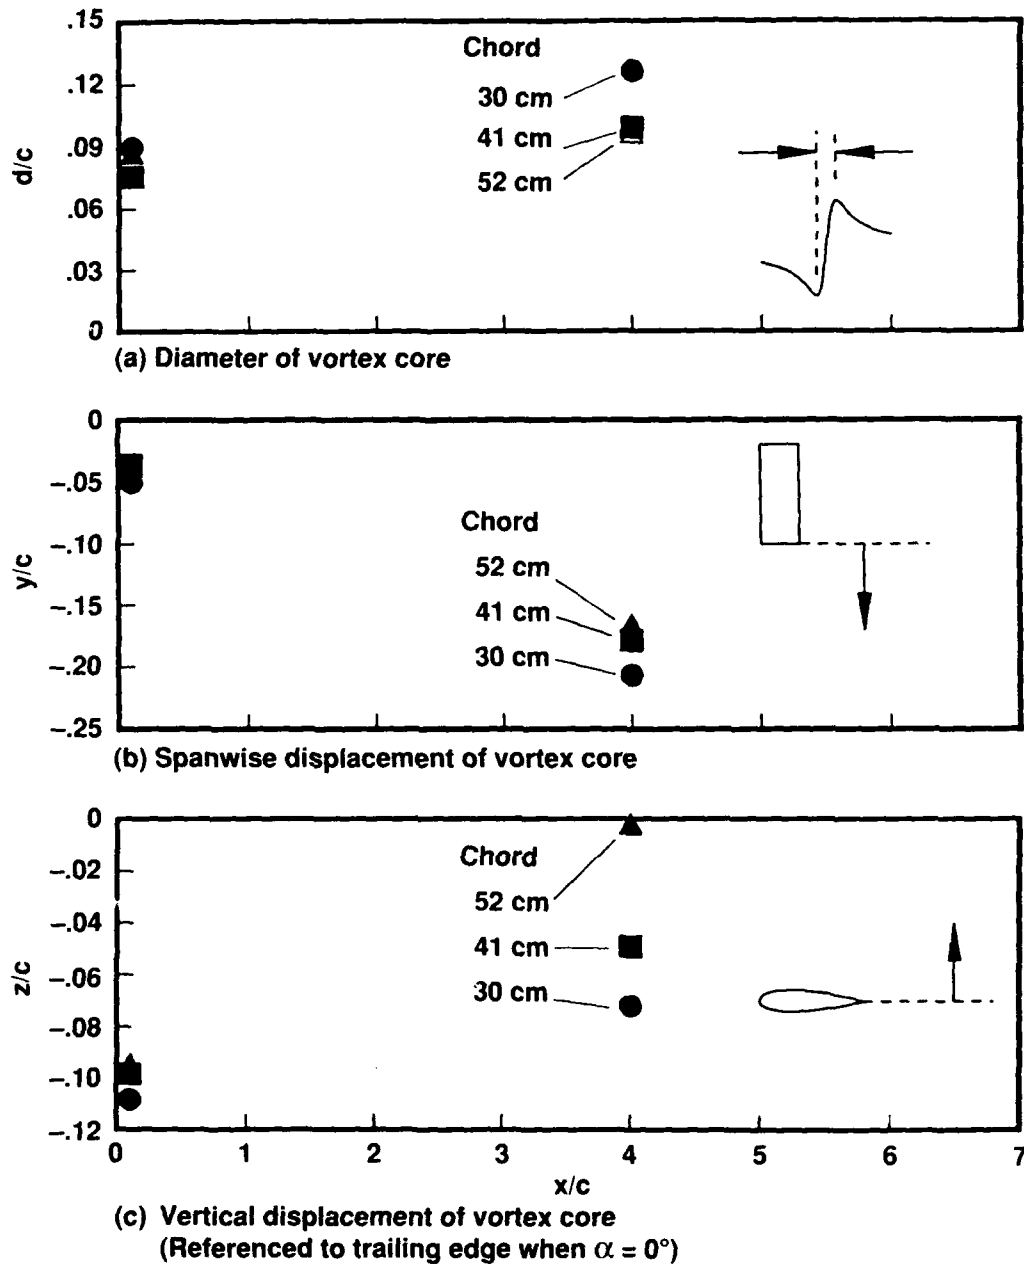 .15
.12
.09
.06
.03
0
d/c
Chord
30 cm
41 cm
52 cm
(a) Diameter of vortex core
0
–.05
–.10
–.15
–.20
–.25
y/c
Chord
52 cm
41 cm
30 cm
(b) Spanwise displacement of vortex core
0
–.02
–.04
–.06
–.08
–.10
–.12
z/c
Chord
52 cm
41 cm
30 cm
0 1 2 3 4 5 6 7
x/c
(c) Vertical displacement of vortex core
(Referenced to trailing edge when α = 0°)